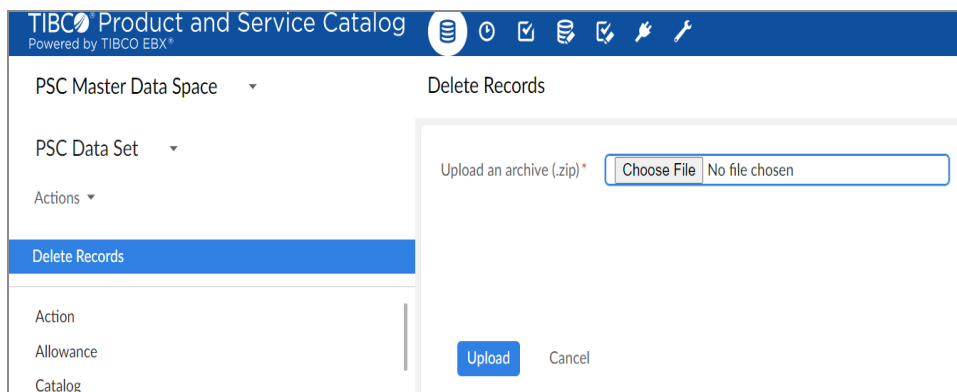 TIBCO® Product and Service Catalog
Powered by TIBCO EBX®
PSC Master Data Space
Delete Records
PSC Data Set
Actions
Upload an archive (.zip)*
Choose File No file chosen
Delete Records
Action
Allowance
Catalog
Upload
Cancel